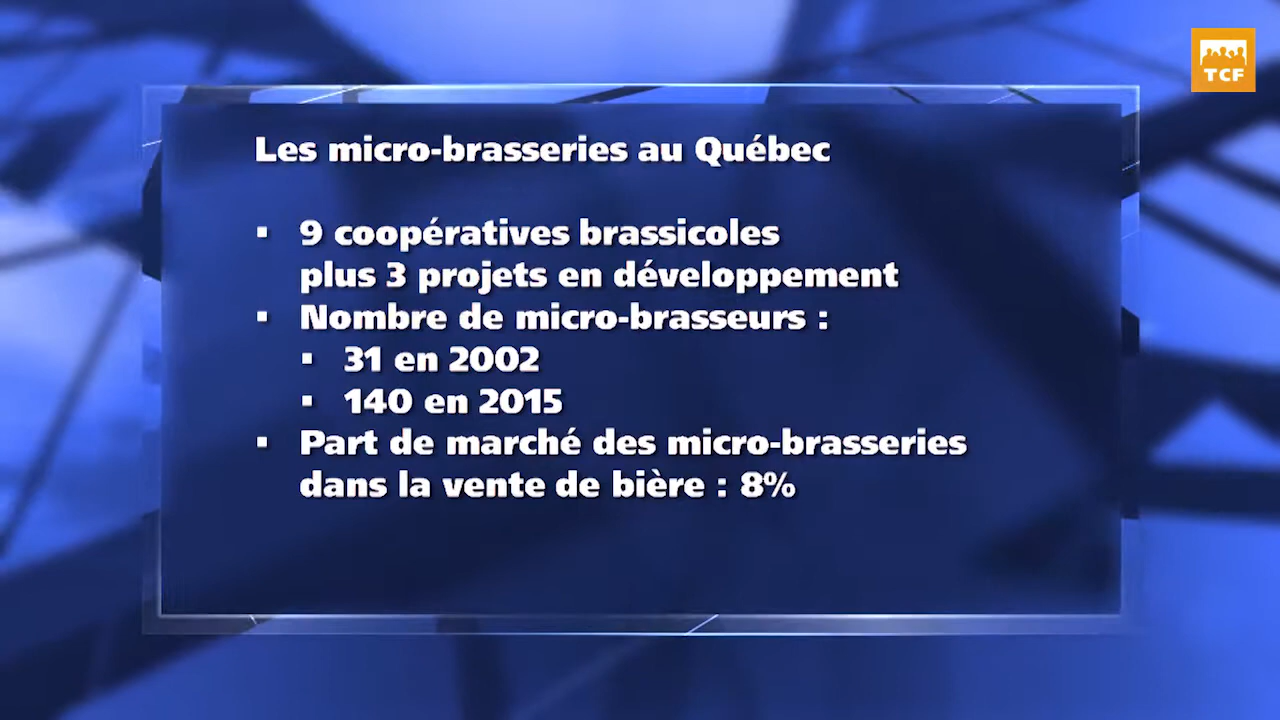 TCF
Les micro-brasseries au Québec
▪ 9 coopératives brassicoles
plus 3 projets en développement
▪ Nombre de micro-brasseurs :
▪ 31 en 2002
▪ 140 en 2015
▪ Part de marché des micro-brasseries
dans la vente de bière : 8%